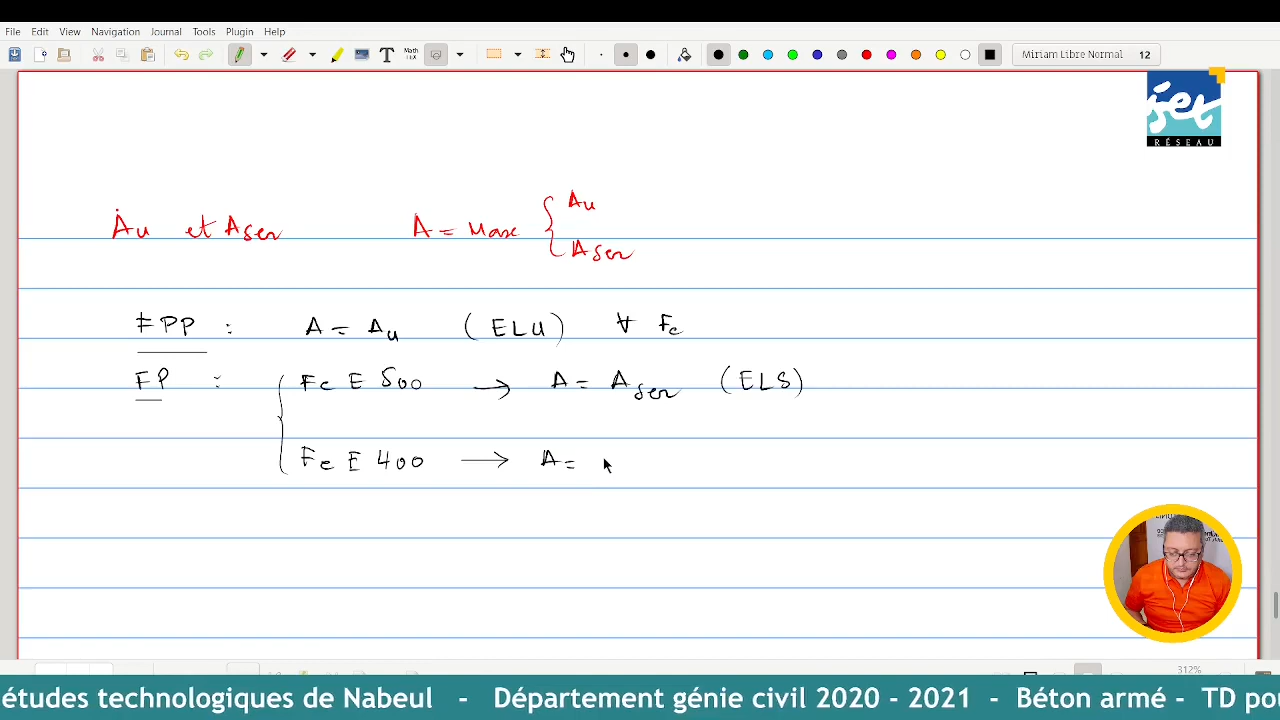 File Edit View Navigation Journal Tools Plugin Help
Miriam Libre Normal 12
iset
RÉSEAU
Au et Aser A = Max { Au
Aser
FPP : A = Au (ELU) ∀ Fe
FP : { Fe E 500 → A = Aser (ELS)
Fe E 400 → A =
312%
études technologiques de Nabeul - Département génie civil 2020 - 2021 - Béton armé - TD po